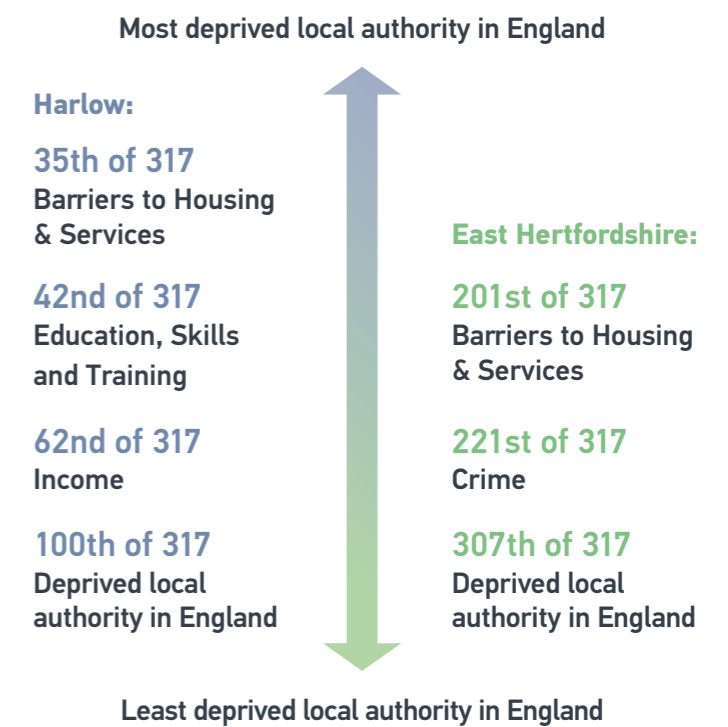 Most deprived local authority in England
Harlow:
35th of 317
Barriers to Housing
& Services
42nd of 317
Education, Skills
and Training
62nd of 317
Income
100th of 317
Deprived local
authority in England
East Hertfordshire:
201st of 317
Barriers to Housing
& Services
221st of 317
Crime
307th of 317
Deprived local
authority in England
Least deprived local authority in England